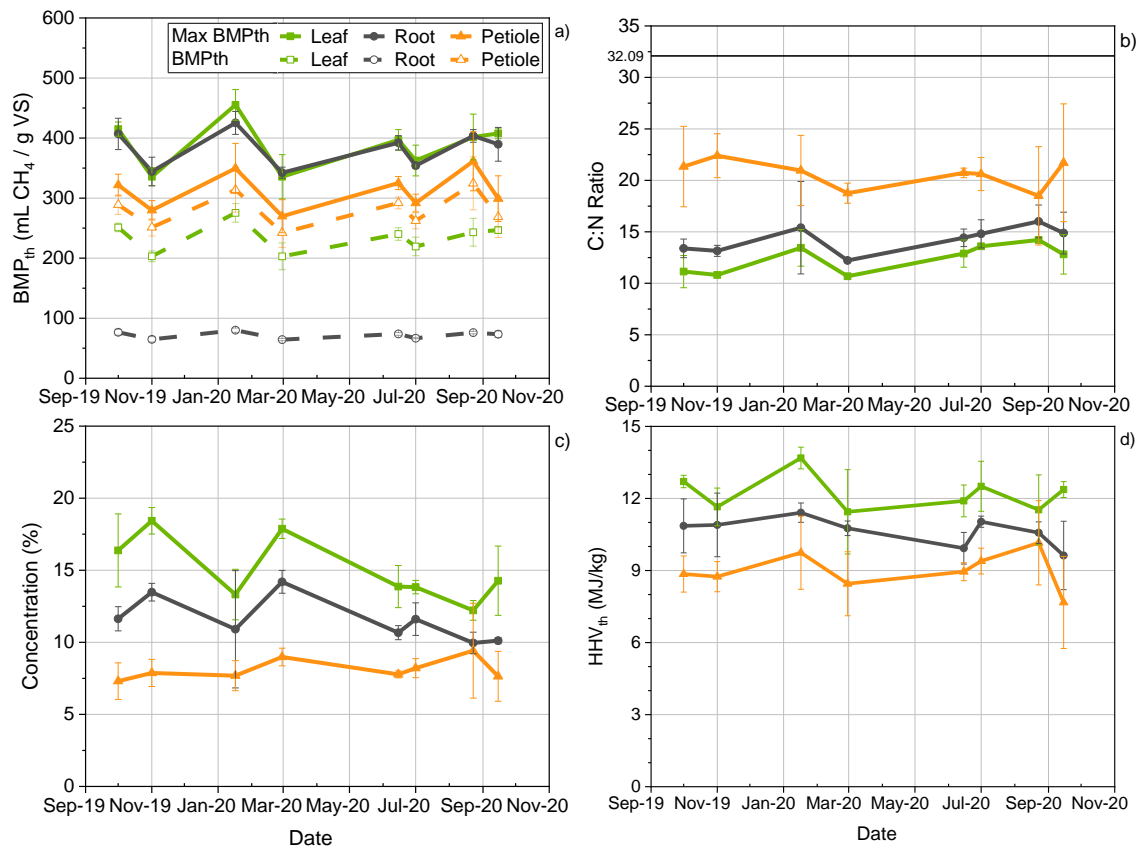 a)
Max BMPth Leaf Root Petiole
BMPth Leaf Root Petiole
600
500
400
300
200
100
0
BMPth (mL CH4 / g VS)
Sep-19 Nov-19 Jan-20 Mar-20 May-20 Jul-20 Sep-20 Nov-20
b)
35
32.09
30
25
20
15
10
5
0
C:N Ratio
Sep-19 Nov-19 Jan-20 Mar-20 May-20 Jul-20 Sep-20 Nov-20
c)
25
20
15
10
5
0
Concentration (%)
Sep-19 Nov-19 Jan-20 Mar-20 May-20 Jul-20 Sep-20 Nov-20
Date
d)
15
12
9
6
3
0
HHVth (MJ/kg)
Sep-19 Nov-19 Jan-20 Mar-20 May-20 Jul-20 Sep-20 Nov-20
Date